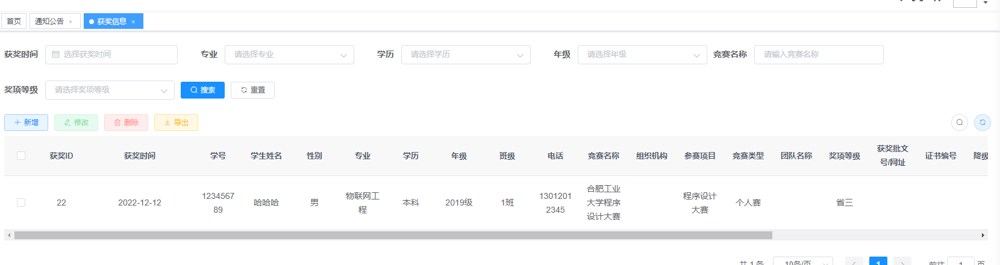 首页 通知公告 × 获奖信息 ×
获奖时间 选择获奖时间 专业 请选择专业 学历 请选择学历 年级 请选择年级 竞赛名称 请输入竞赛名称
奖项等级 请选择奖项等级 搜索 重置
新增 修改 删除 导出
获奖ID 获奖时间 学号 学生姓名 性别 专业 学历 年级 班级 电话 竞赛名称 组织机构 参赛项目 竞赛类型 团队名称 奖项等级 获奖批文 证书编号 降级
号/网址
合肥工业
22 2022-12-12 1234567 哈哈哈 男 物联网工 本科 2019级 1班 1301201 大学程序 程序设计 个人赛 省三
89 程 2345 设计大赛 大赛
共 1 条 10条/页 1 前往 1 页